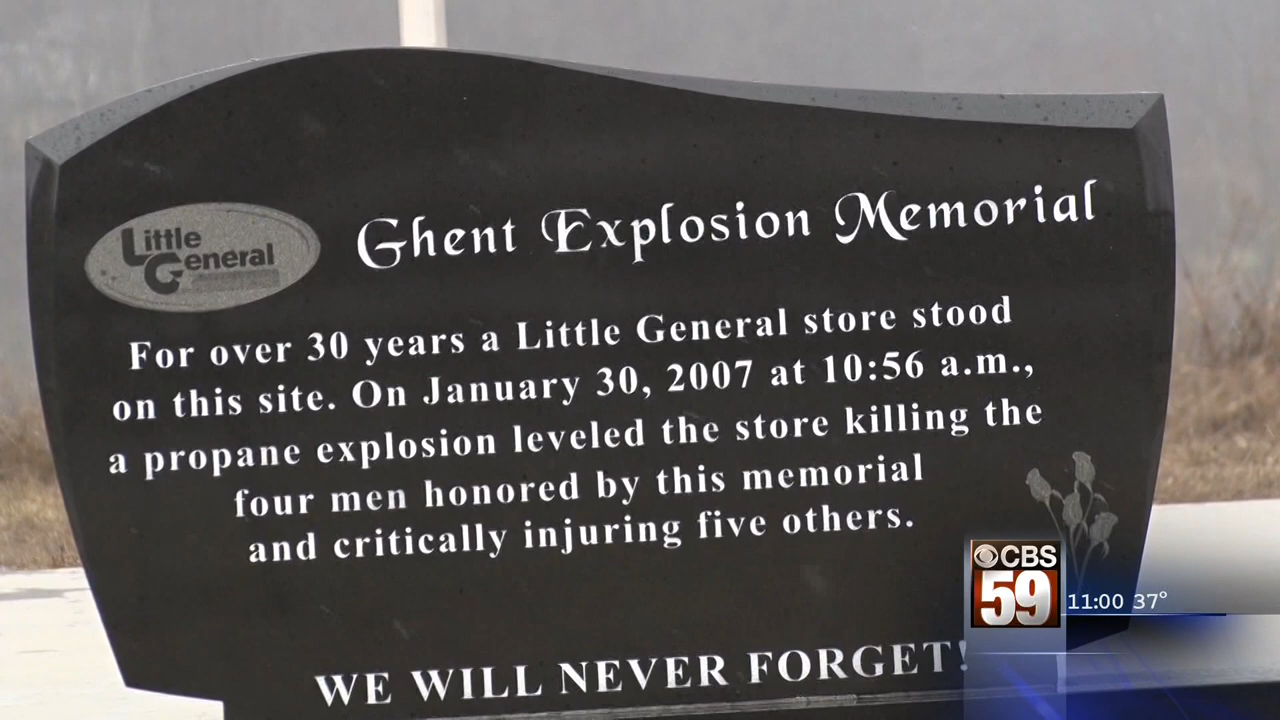 Little
General
Ghent Explosion Memorial
For over 30 years a Little General store stood
on this site. On January 30, 2007 at 10:56 a.m.,
a propane explosion leveled the store killing the
four men honored by this memorial
and critically injuring five others.
WE WILL NEVER FORGET!
CBS
59
11:00 37°